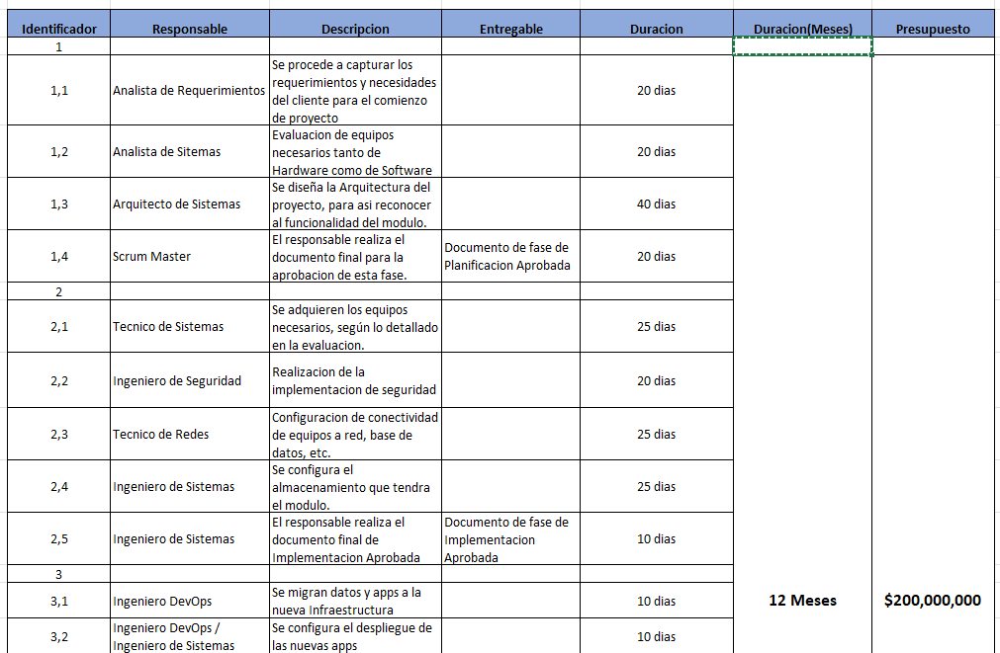 Identificador Responsable Descripcion Entregable Duracion Duracion(Meses) Presupuesto
1
1,1 Analista de Requerimientos Se procede a capturar los
requerimientos y necesidades
del cliente para el comienzo
de proyecto
20 dias
1,2 Analista de Sitemas Evaluacion de equipos
necesarios tanto de
Hardware como de Software
20 dias
1,3 Arquitecto de Sistemas Se diseña la Arquitectura del
proyecto, para asi reconocer
al funcionalidad del modulo.
40 dias
1,4 Scrum Master El responsable realiza el
documento final para la
aprobacion de esta fase.
Documento de fase de
Planificacion Aprobada
20 dias
2
2,1 Tecnico de Sistemas Se adquieren los equipos
necesarios, según lo detallado
en la evaluacion.
25 dias
2,2 Ingeniero de Seguridad Realizacion de la
implementacion de seguridad
20 dias
2,3 Tecnico de Redes Configuracion de conectividad
de equipos a red, base de
datos, etc.
25 dias
2,4 Ingeniero de Sistemas Se configura el
almacenamiento que tendra
el modulo.
25 dias
2,5 Ingeniero de Sistemas El responsable realiza el
documento final de
Implementacion Aprobada
Documento de fase de
Implementacion
Aprobada
10 dias
3
3,1 Ingeniero DevOps Se migran datos y apps a la
nueva Infraestructura
10 dias
12 Meses $200,000,000
3,2 Ingeniero DevOps /
Ingeniero de Sistemas
Se configura el despliegue de
las nuevas apps
10 dias